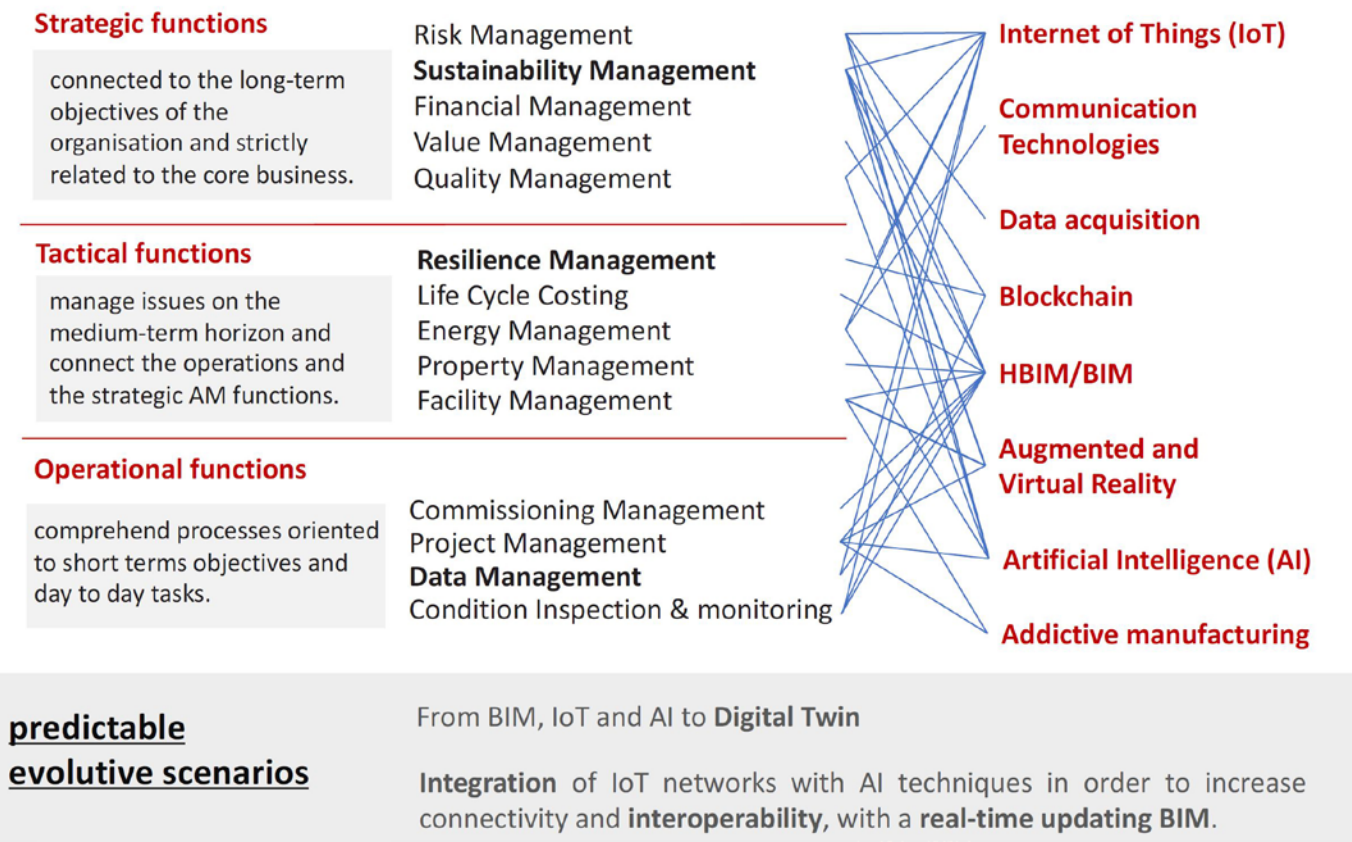 Strategic functions
connected to the long-term
objectives of the
organisation and strictly
related to the core business.
Risk Management
Sustainability Management
Financial Management
Value Management
Quality Management
Tactical functions
manage issues on the
medium-term horizon and
connect the operations and
the strategic AM functions.
Resilience Management
Life Cycle Costing
Energy Management
Property Management
Facility Management
Operational functions
comprehend processes oriented
to short terms objectives and
day to day tasks.
Commissioning Management
Project Management
Data Management
Condition Inspection & monitoring
Internet of Things (IoT)
Communication
Technologies
Data acquisition
Blockchain
HBIM/BIM
Augmented and
Virtual Reality
Artificial Intelligence (AI)
Addictive manufacturing
predictable
evolutive scenarios
From BIM, IoT and AI to Digital Twin
Integration of IoT networks with AI techniques in order to increase
connectivity and interoperability, with a real-time updating BIM.